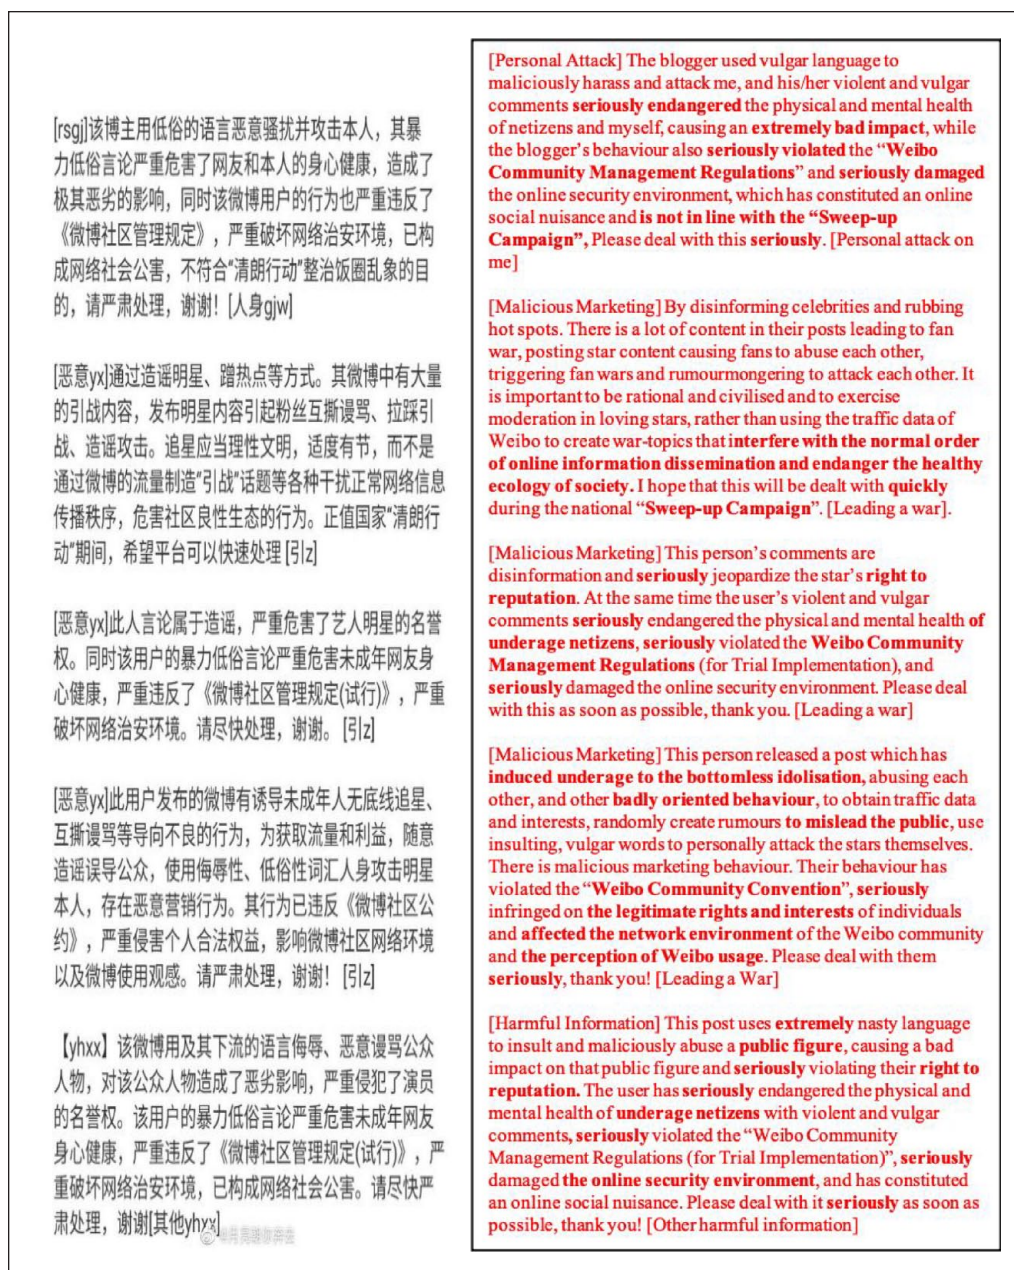 [rsgj]该博主用低俗的语言恶意骚扰并攻击本人，其暴
力低俗言论严重危害了网友和本人的身心健康，造成了
极其恶劣的影响，同时该微博用户的行为也严重违反了
《微博社区管理规定》，严重破坏网络治安环境，已构
成网络社会公害，不符合“清朗行动”整治饭圈乱象的目
的，请严肃处理，谢谢！[人身gjw]
[恶意yx]通过造谣明星、蹭热点等方式。其微博中有大量
的引战内容，发布明星内容引起粉丝互撕谩骂、拉踩引
战、造谣攻击。追星应当理性文明，适度有节，而不是
通过微博的流量制造“引战”话题等各种干扰正常网络信息
传播秩序，危害社区良性生态的行为。正值国家“清朗行
动”期间，希望平台可以快速处理 [引z]
[恶意yx]此人言论属于造谣，严重危害了艺人明星的名誉
权。同时该用户的暴力低俗言论严重危害未成年网友身
心健康，严重违反了《微博社区管理规定(试行)》，严重
破坏网络治安环境。请尽快处理，谢谢。 [引z]
[恶意yx]此用户发布的微博有诱导未成年人无底线追星、
互撕谩骂等导向不良的行为，为获取流量和利益，随意
造谣误导公众，使用侮辱性、低俗性词汇人身攻击明星
本人，存在恶意营销行为。其行为已违反《微博社区公
约》，严重侵害个人合法权益，影响微博社区网络环境
以及微博使用观感。请严肃处理，谢谢！ [引z]
【yhxx】该微博用及其下流的语言侮辱、恶意谩骂公众
人物，对该公众人物造成了恶劣影响，严重侵犯了演员
的名誉权。该用户的暴力低俗言论严重危害未成年网友
身心健康，严重违反了《微博社区管理规定(试行)》，严
重破坏网络治安环境，已构成网络社会公害。请尽快严
肃处理，谢谢[其他yhxx]
[Personal Attack] The blogger used vulgar language to
maliciously harass and attack me, and his/her violent and vulgar
comments seriously endangered the physical and mental health
of netizens and myself, causing an extremely bad impact, while
the blogger's behaviour also seriously violated the “Weibo
Community Management Regulations” and seriously damaged
the online security environment, which has constituted an online
social nuisance and is not in line with the “Sweep-up
Campaign”, Please deal with this seriously. [Personal attack on
me]
[Malicious Marketing] By disinforming celebrities and rubbing
hot spots. There is a lot of content in their posts leading to fan
war, posting star content causing fans to abuse each other,
triggering fan wars and rumourmongering to attack each other. It
is important to be rational and civilised and to exercise
moderation in loving stars, rather than using the traffic data of
Weibo to create war-topics that interfere with the normal order
of online information dissemination and endanger the healthy
ecology of society. I hope that this will be dealt with quickly
during the national “Sweep-up Campaign”. [Leading a war].
[Malicious Marketing] This person's comments are
disinformation and seriously jeopardize the star's right to
reputation. At the same time the user's violent and vulgar
comments seriously endangered the physical and mental health of
underage netizens, seriously violated the Weibo Community
Management Regulations (for Trial Implementation), and
seriously damaged the online security environment. Please deal
with this as soon as possible, thank you. [Leading a war]
[Malicious Marketing] This person released a post which has
induced underage to the bottomless idolisation, abusing each
other, and other badly oriented behaviour, to obtain traffic data
and interests, randomly create rumours to mislead the public, use
insulting, vulgar words to personally attack the stars themselves.
There is malicious marketing behaviour. Their behaviour has
violated the “Weibo Community Convention”, seriously
infringed on the legitimate rights and interests of individuals
and affected the network environment of the Weibo community
and the perception of Weibo usage. Please deal with them
seriously, thank you! [Leading a War]
[Harmful Information] This post uses extremely nasty language
to insult and maliciously abuse a public figure, causing a bad
impact on that public figure and seriously violating their right to
reputation. The user has seriously endangered the physical and
mental health of underage netizens with violent and vulgar
comments, seriously violated the “Weibo Community
Management Regulations (for Trial Implementation)”, seriously
damaged the online security environment, and has constituted
an online social nuisance. Please deal with it seriously as soon as
possible, thank you! [Other harmful information]